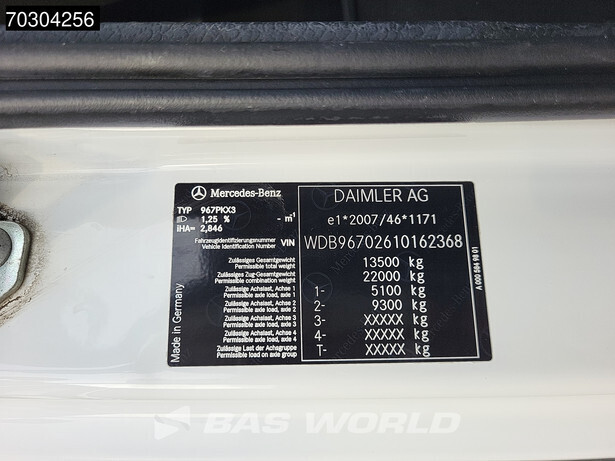 70304256
Mercedes-Benz
DAIMLER AG
TYP 967PKX3
1,25 % - m¹
iHA= 2,846
e1*2007/46*1171
Fahrzeugidentifizierungsnummer
Vehicle Identification Number VIN
WDB96702610162368
Zulässiges Gesamtgewicht
Permissible total weight 13500 kg
Zulässiges Zug-Gesamtgewicht
Permissible combination weight 22000 kg
Zulässige Achslast, Achse 1
Permissible axle load, axle 1 1- 5100 kg
Zulässige Achslast, Achse 2
Permissible axle load, axle 2 2- 9300 kg
Zulässige Achslast, Achse 3
Permissible axle load, axle 3 3- XXXXX kg
Zulässige Achslast, Achse 4
Permissible axle load, axle 4 4- XXXXX kg
Zulässige Last der Achsgruppe
Permissible load on axle group T- XXXXX kg
Made in Germany
A 000 584 98 01
BAS WORLD